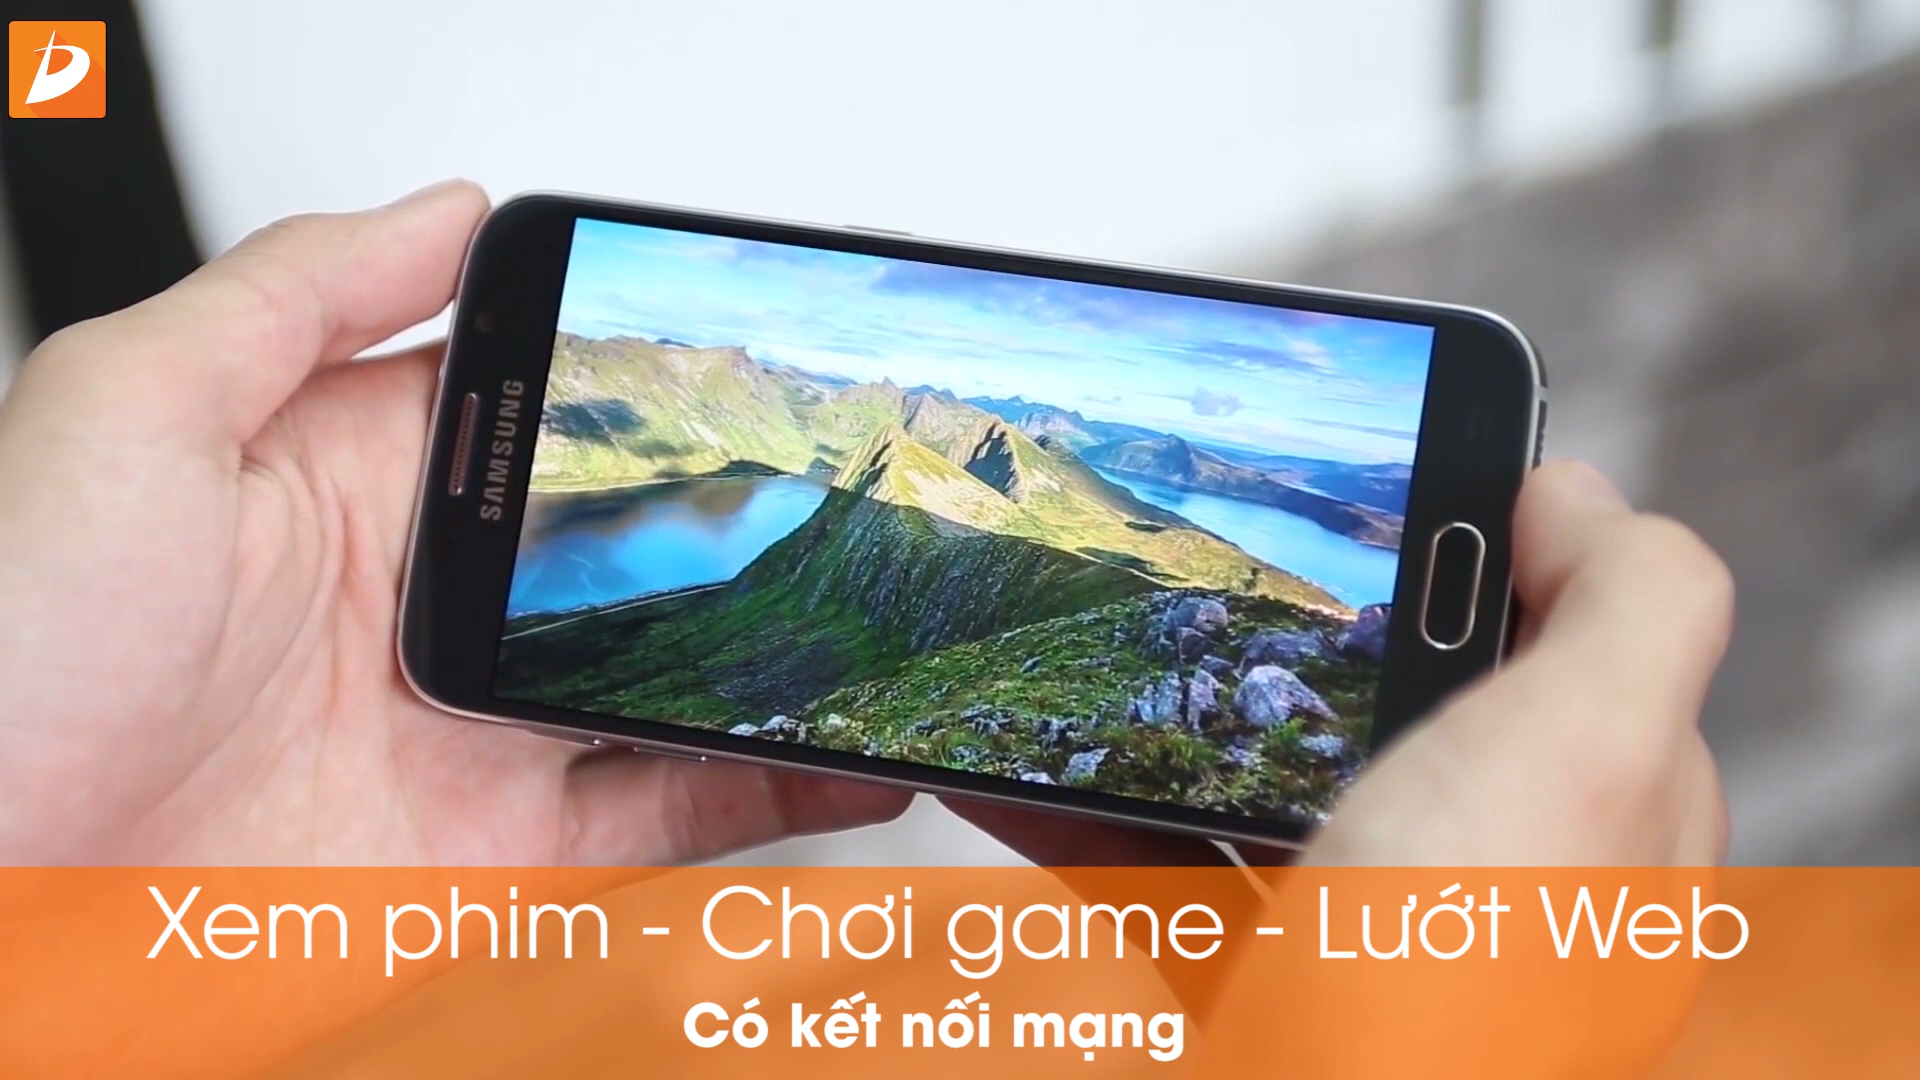 SAMSUNG
Xem phim - Chơi game - Lướt Web
Có kết nối mạng